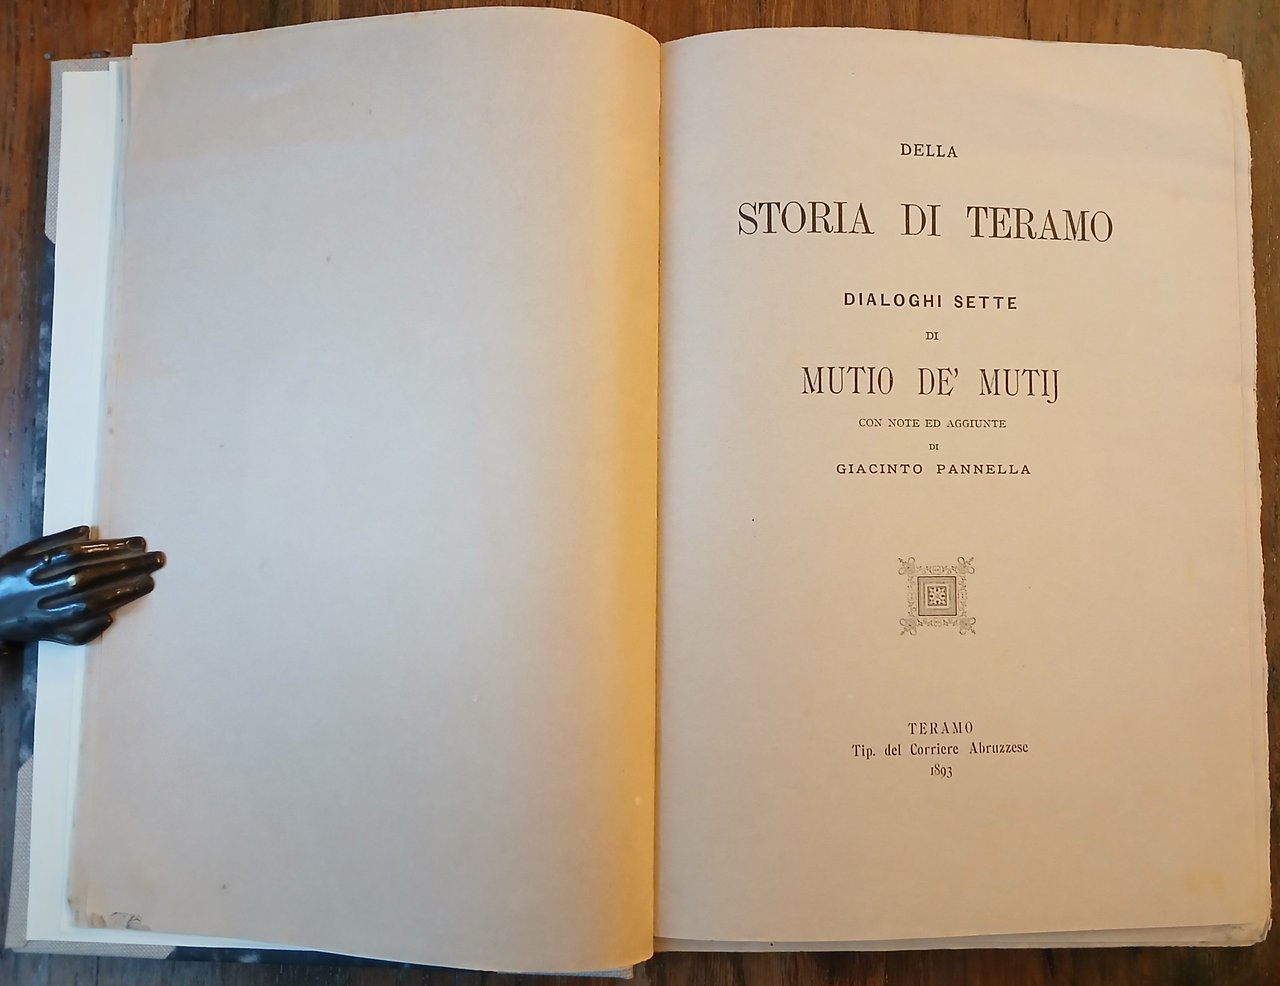 DELLA
STORIA DI TERAMO
DIALOGHI SETTE
DI
MUTIO DE' MUTIJ
CON NOTE ED AGGIUNTE
DI
GIACINTO PANNELLA
TERAMO
Tip. del Corriere Abruzzese
1893